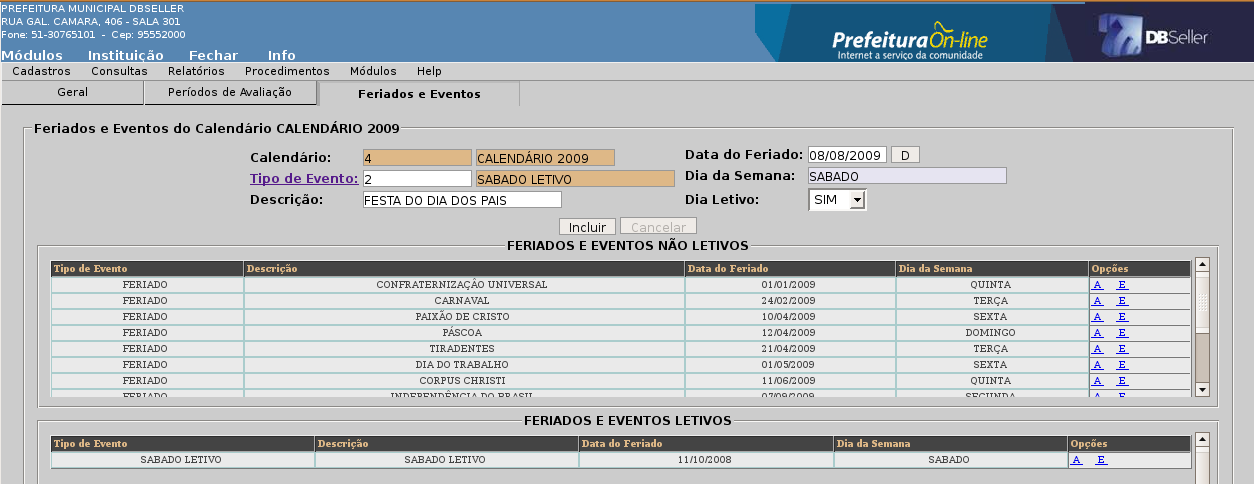 PREFEITURA MUNICIPAL DBSELLER
RUA GAL. CAMARA, 406 - SALA 301
Fone: 51-30765101 - Cep: 95552000
Módulos Instituição Fechar Info
PrefeituraOn-line
Internet a serviço da comunidade
DBSeller
Cadastros Consultas Relatórios Procedimentos Módulos Help
Geral Períodos de Avaliação Feriados e Eventos
Feriados e Eventos do Calendário CALENDÁRIO 2009
Calendário: 4 CALENDÁRIO 2009 Data do Feriado: 08/08/2009 D
Tipo de Evento: 2 SABADO LETIVO Dia da Semana: SABADO
Descrição: FESTA DO DIA DOS PAIS Dia Letivo: SIM
Incluir Cancelar
FERIADOS E EVENTOS NÃO LETIVOS
Tipo de Evento Descrição Data do Feriado Dia da Semana Opções
FERIADO CONFRATERNIZAÇÃO UNIVERSAL 01/01/2009 QUINTA A E
FERIADO CARNAVAL 24/02/2009 TERÇA A E
FERIADO PAIXÃO DE CRISTO 10/04/2009 SEXTA A E
FERIADO PÁSCOA 12/04/2009 DOMINGO A E
FERIADO TIRADENTES 21/04/2009 TERÇA A E
FERIADO DIA DO TRABALHO 01/05/2009 SEXTA A E
FERIADO CORPUS CHRISTI 11/06/2009 QUINTA A E
FERIADO INDEPENDÊNCIA DO BRASIL 07/09/2009 SEGUNDA A E
FERIADOS E EVENTOS LETIVOS
Tipo de Evento Descrição Data do Feriado Dia da Semana Opções
SABADO LETIVO SABADO LETIVO 11/10/2008 SABADO A E